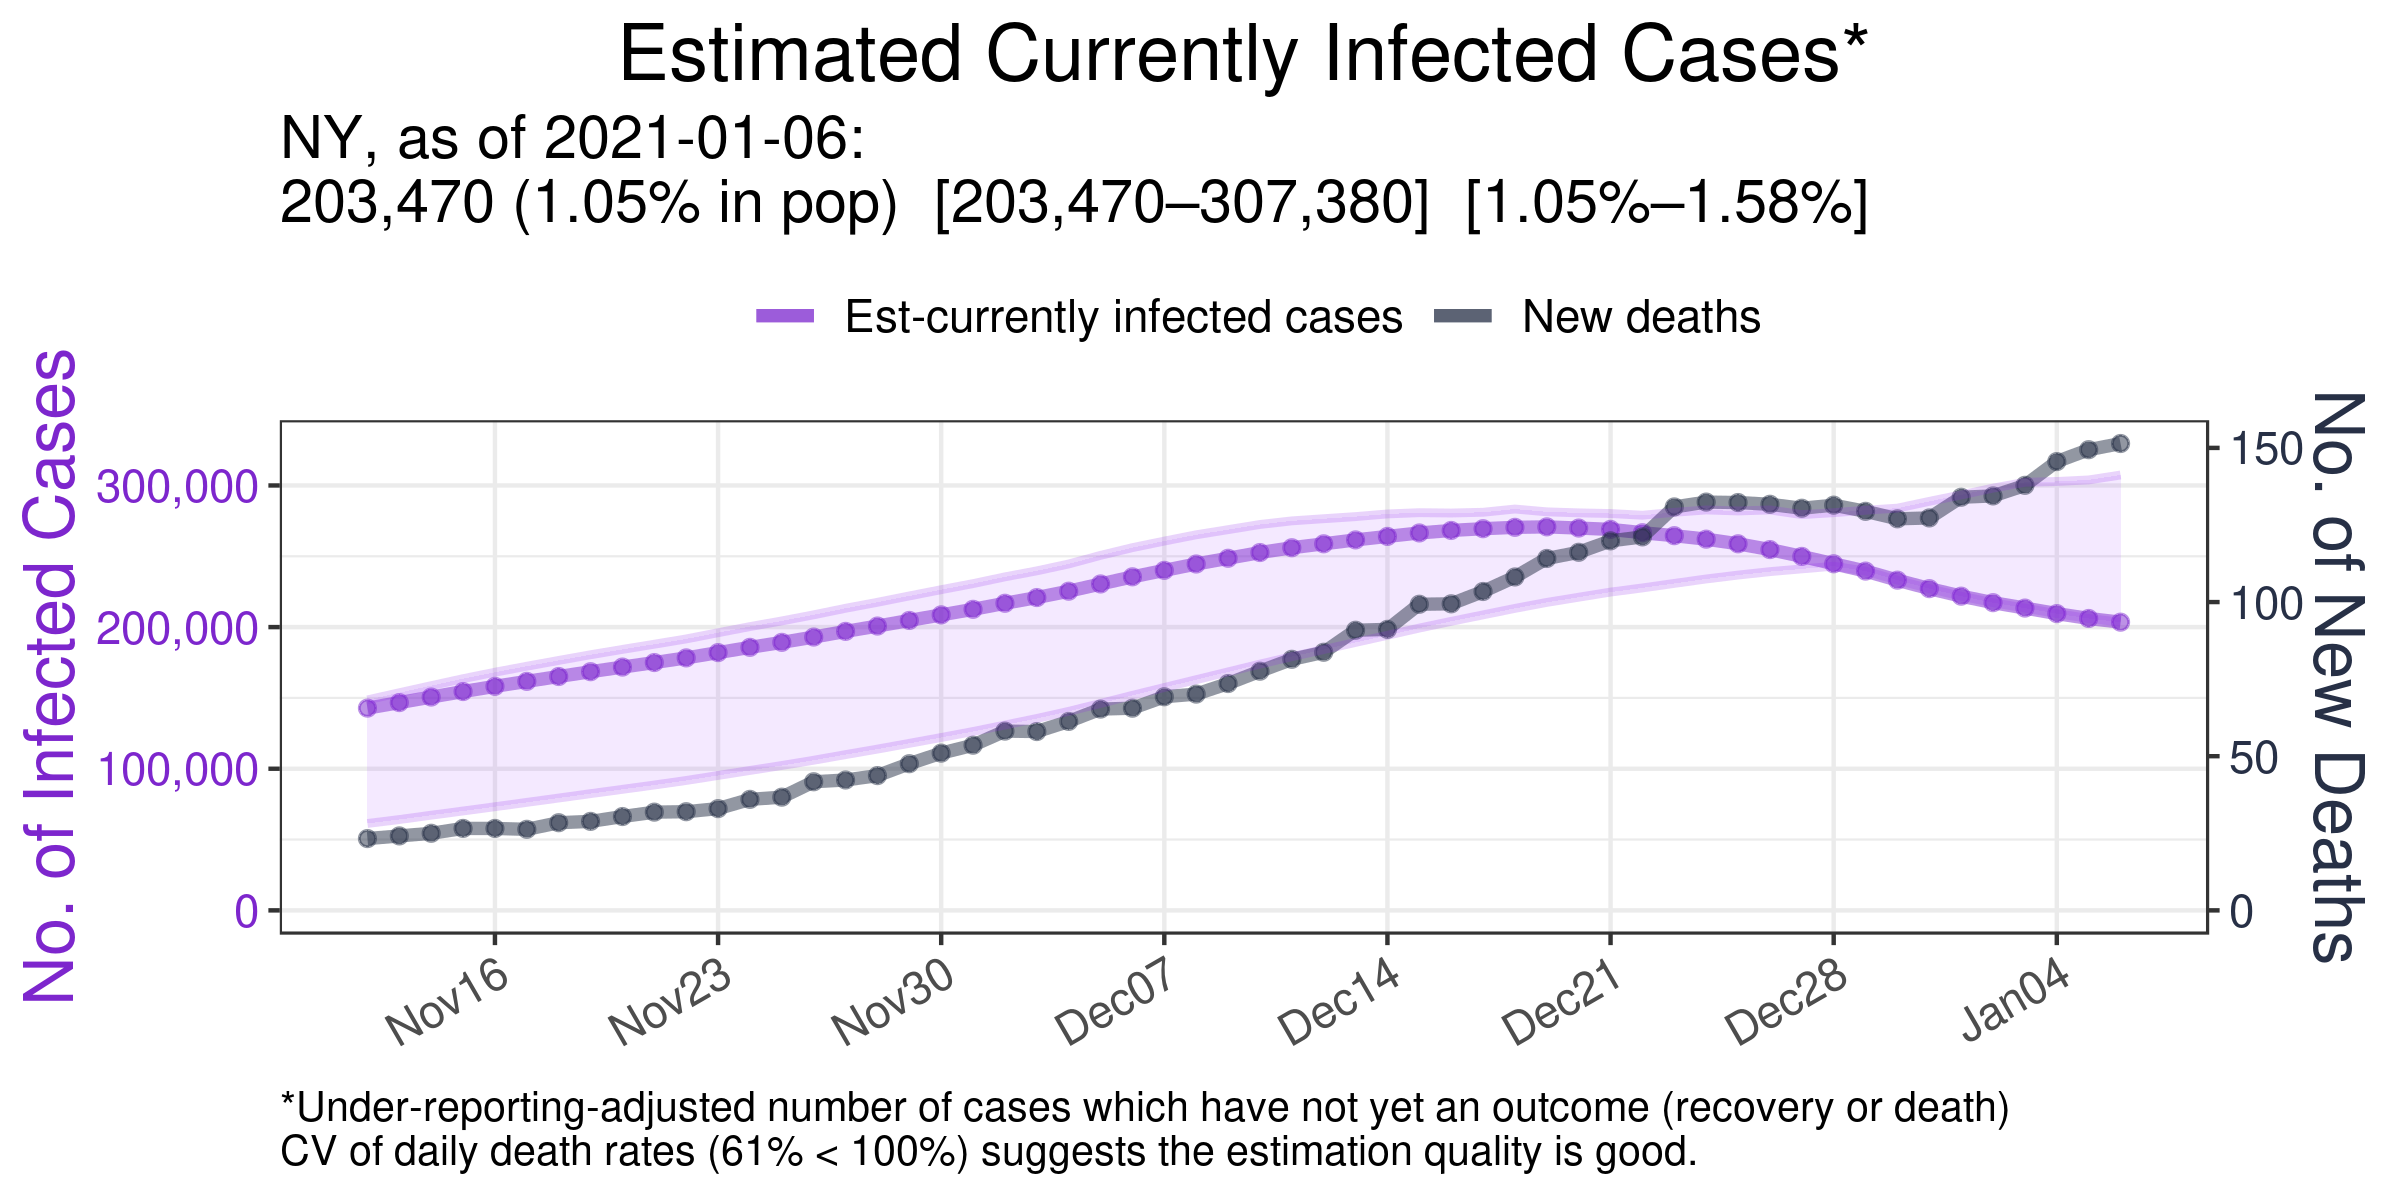 Estimated Currently Infected Cases*
NY, as of 2021-01-06:
203,470 (1.05% in pop) [203,470–307,380] [1.05%–1.58%]
Est-currently infected cases
New deaths
No. of Infected Cases
300,000
200,000
100,000
0
150
100
50
0
No. of New Deaths
Nov16
Nov23
Nov30
Dec07
Dec14
Dec21
Dec28
Jan04
*Under-reporting-adjusted number of cases which have not yet an outcome (recovery or death)
CV of daily death rates (61% < 100%) suggests the estimation quality is good.